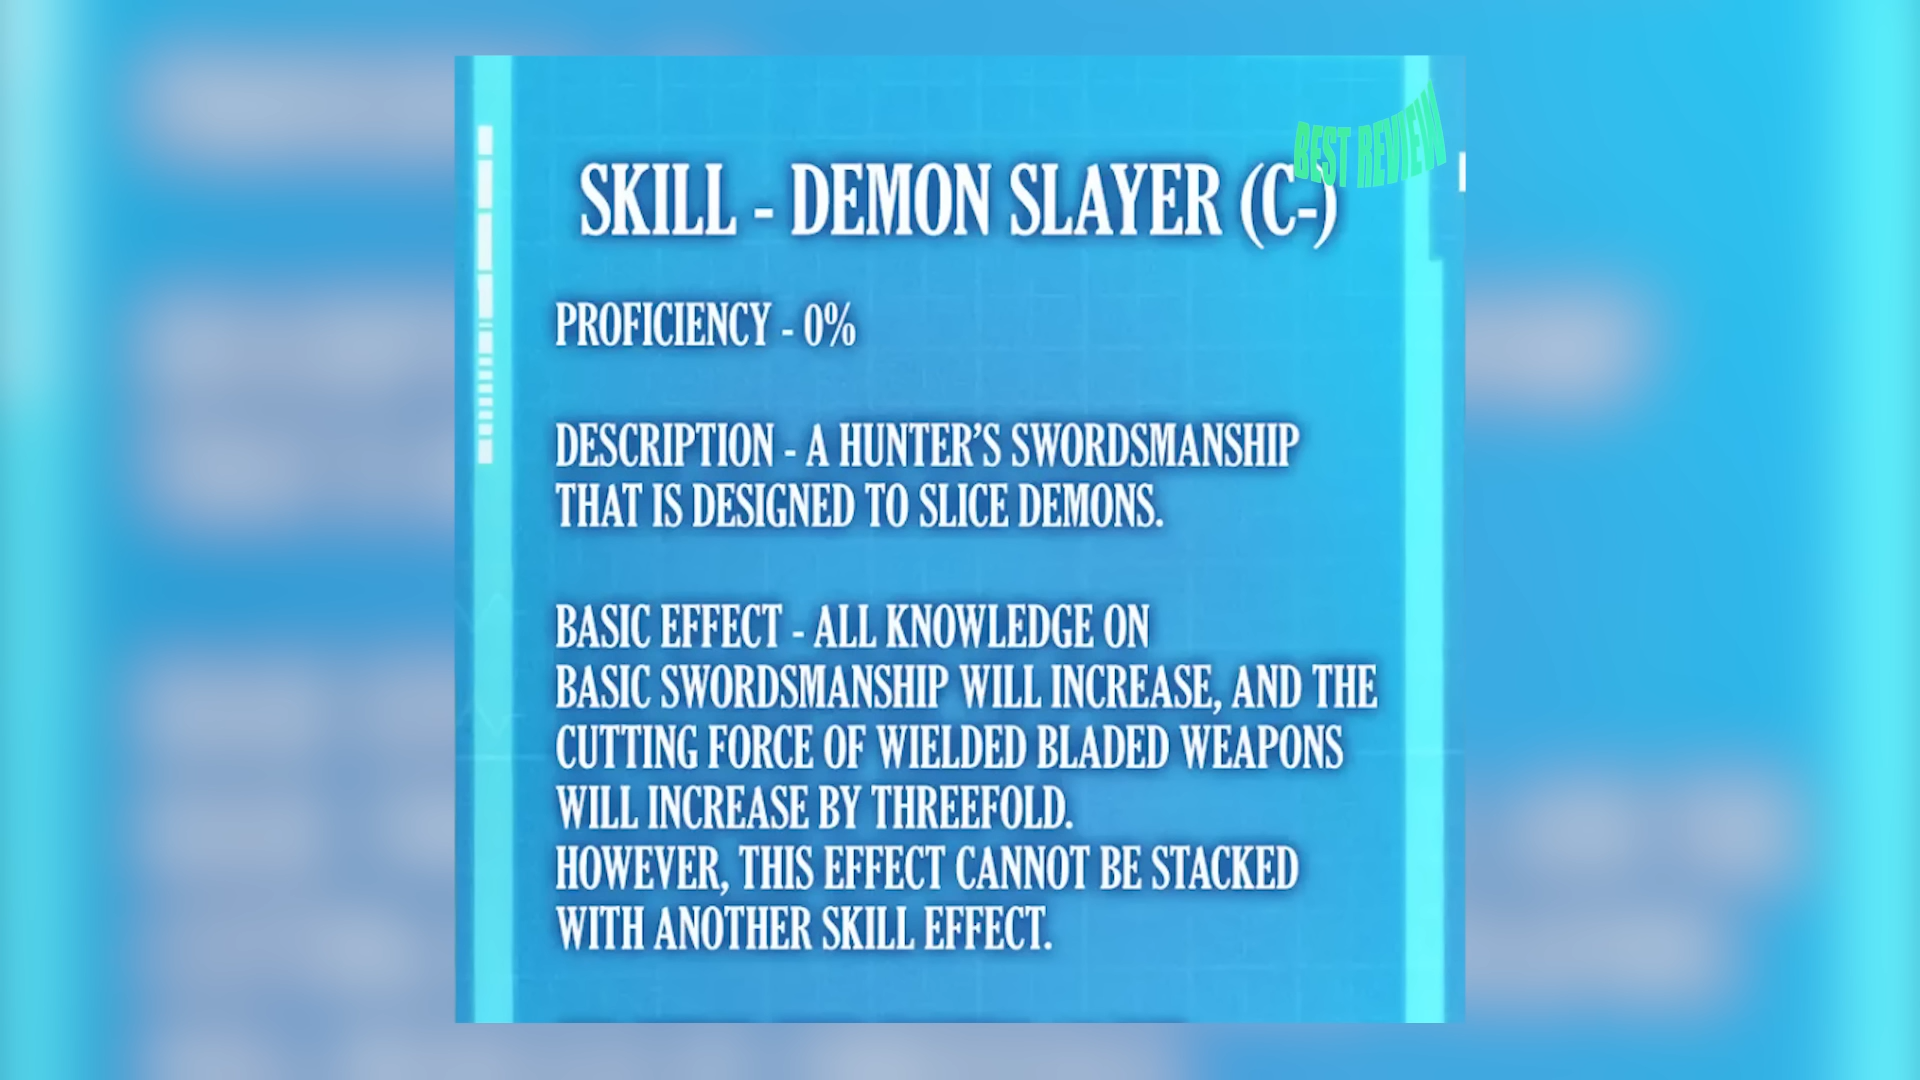 BEST REVIEW
SKILL - DEMON SLAYER (C-)
PROFICIENCY - 0%
DESCRIPTION - A HUNTER'S SWORDSMANSHIP
THAT IS DESIGNED TO SLICE DEMONS.
BASIC EFFECT - ALL KNOWLEDGE ON
BASIC SWORDSMANSHIP WILL INCREASE, AND THE
CUTTING FORCE OF WIELDED BLADED WEAPONS
WILL INCREASE BY THREEFOLD.
HOWEVER, THIS EFFECT CANNOT BE STACKED
WITH ANOTHER SKILL EFFECT.